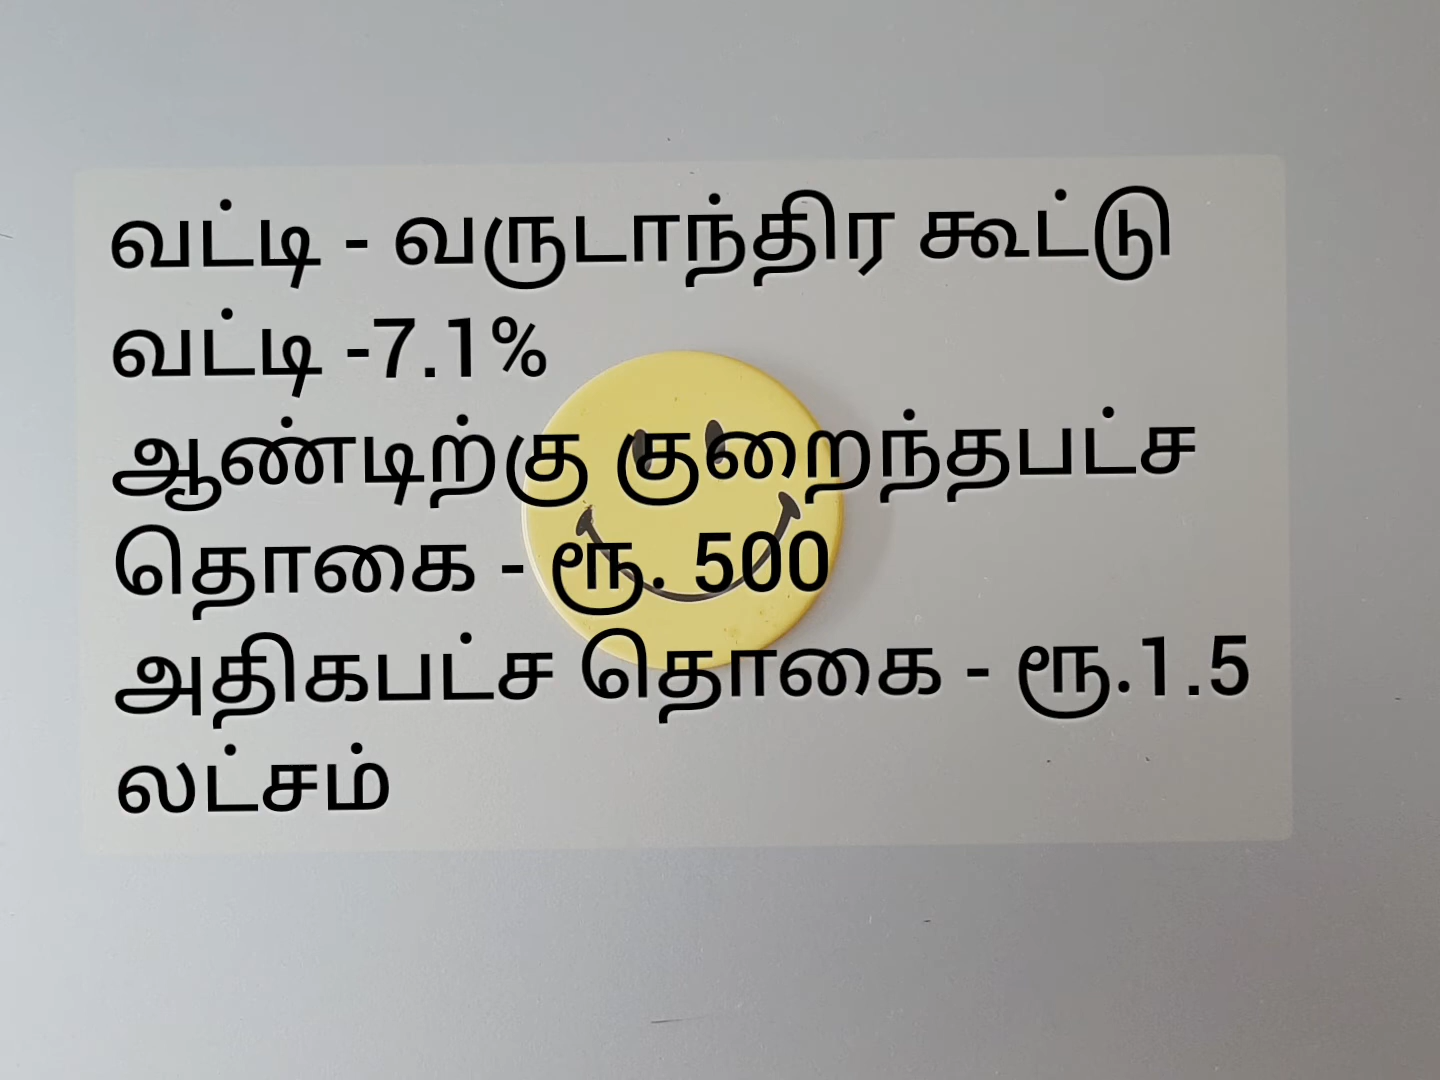 வட்டி - வருடாந்திர கூட்டு
வட்டி -7.1%
ஆண்டிற்கு குறைந்தபட்ச
தொகை - ரூ. 500
அதிகபட்ச தொகை - ரூ.1.5
லட்சம்